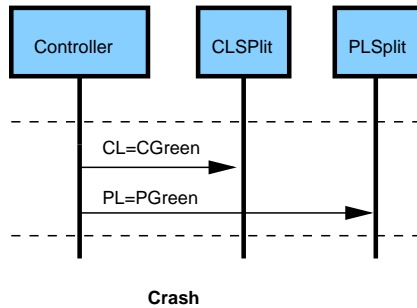 Controller
CLSPlit
PLSplit
CL=CGreen
PL=PGreen
Crash